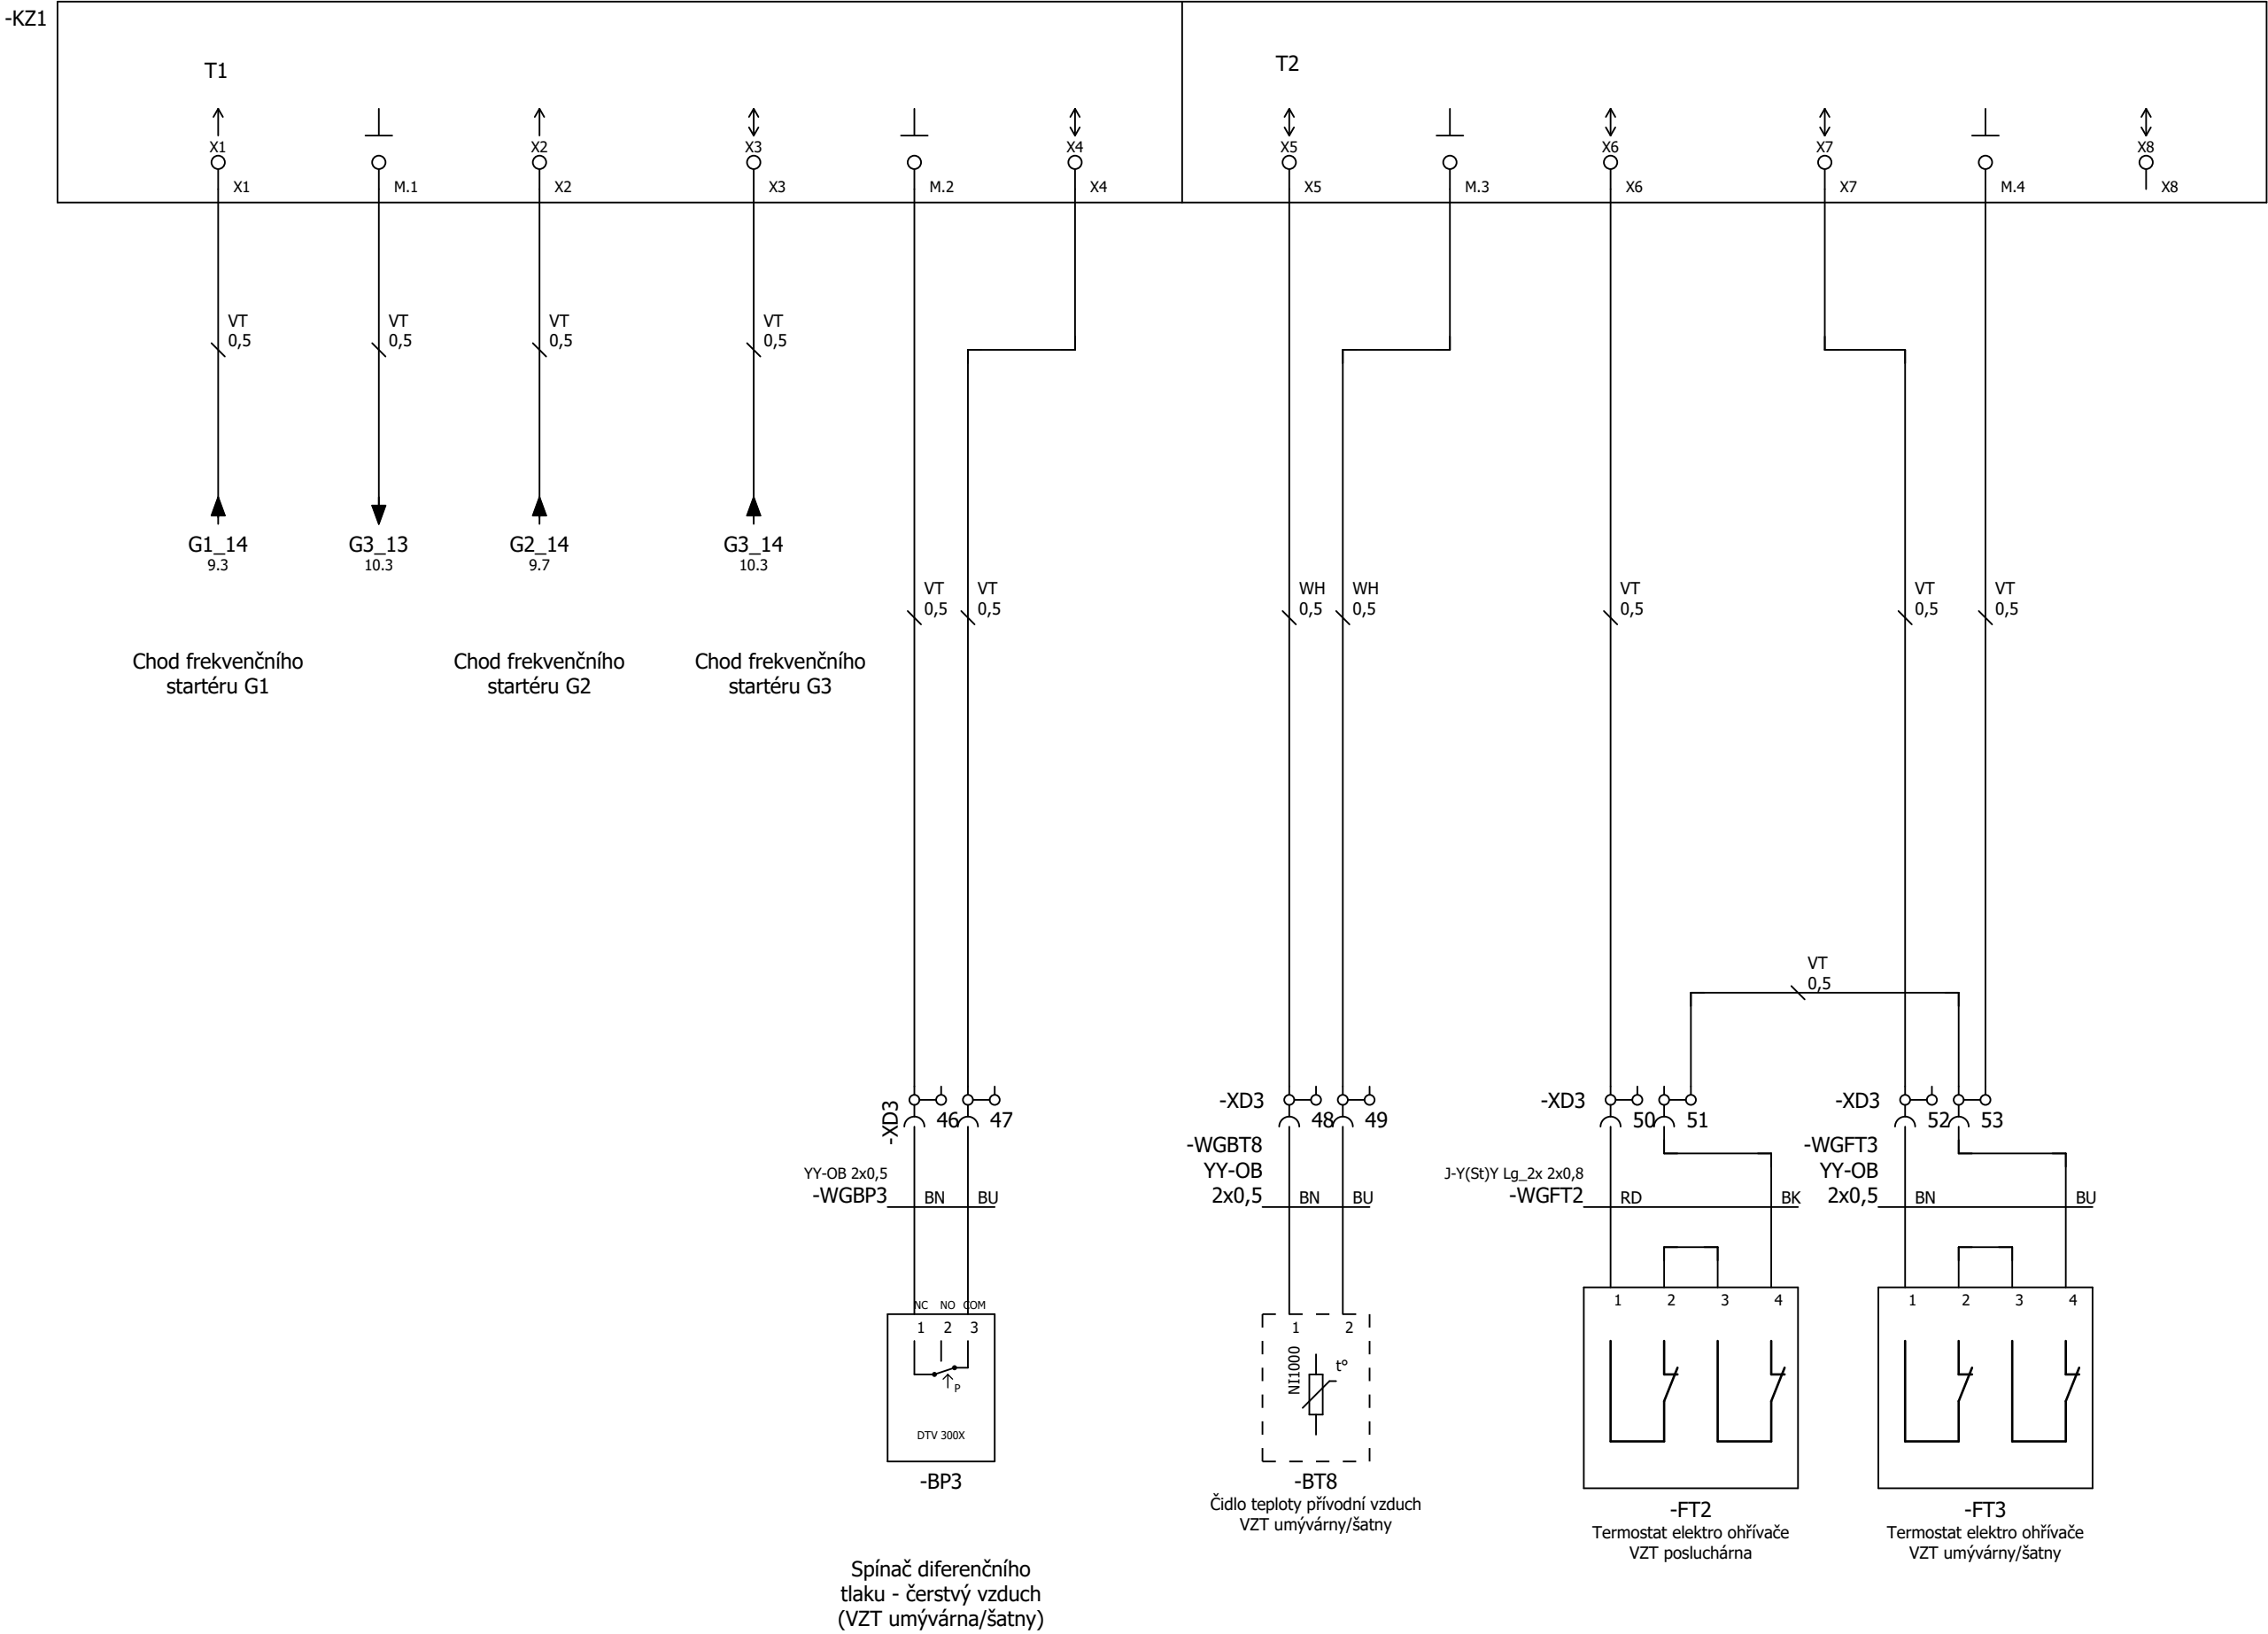 -KZ1
T1
T2
X1
X2
X3
X4
X5
X6
X7
X8
X1
M.1
X2
X3
M.2
X4
X5
M.3
X6
X7
M.4
X8
VT
0,5
VT
0,5
VT
0,5
VT
0,5
G1_14
9.3
G3_13
10.3
G2_14
9.7
G3_14
10.3
VT
0,5
VT
0,5
WH
0,5
WH
0,5
VT
0,5
VT
0,5
VT
0,5
Chod frekvenčního
startéru G1
Chod frekvenčního
startéru G2
Chod frekvenčního
startéru G3
VT
0,5
-XD3
46
47
-XD3
48
49
-XD3
50
51
-XD3
52
53
YY-OB 2x0,5
-WGBP3
BN
BU
-WGBT8
YY-OB
2x0,5
BN
BU
J-Y(St)Y Lg_2x 2x0,8
-WGFT2
RD
BK
-WGFT3
YY-OB
2x0,5
BN
BU
NC
NO
COM
1
2
3
P
DTV 300X
-BP3
1
2
NI1000
t°
-BT8
Čidlo teploty přívodní vzduch
VZT umývárny/šatny
1
2
3
4
-FT2
Termostat elektro ohřívače
VZT posluchárna
1
2
3
4
-FT3
Termostat elektro ohřívače
VZT umývárny/šatny
Spínač diferenčního
tlaku - čerstvý vzduch
(VZT umývárna/šatny)